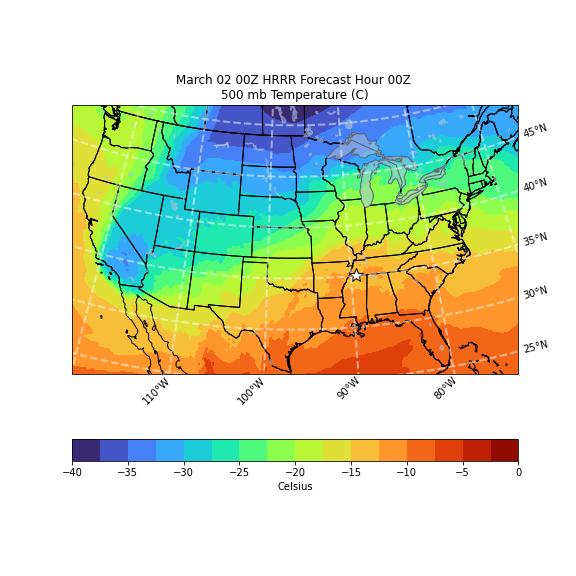 March 02 00Z HRRR Forecast Hour 00Z
500 mb Temperature (C)
45°N
40°N
35°N
30°N
25°N
110°W
100°W
90°W
80°W
−40
−35
−30
−25
−20
−15
−10
−5
0
Celsius